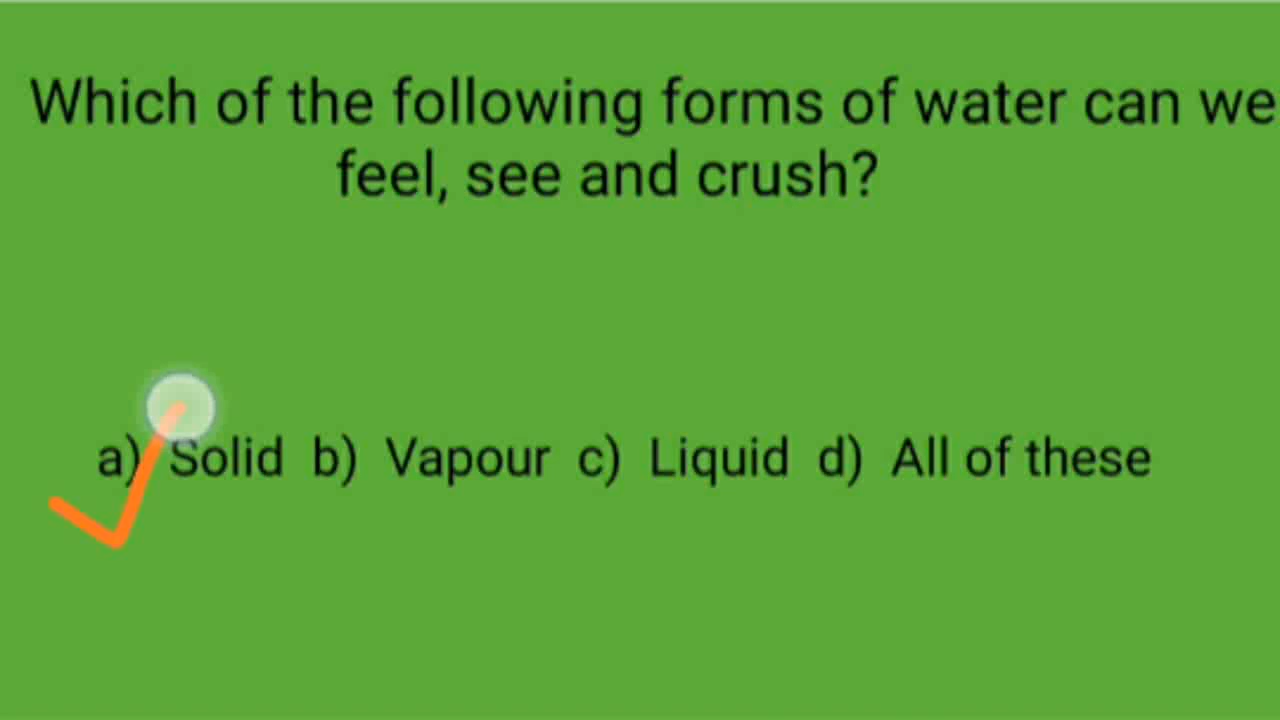 Which of the following forms of water can we
feel, see and crush?
a) Solid b) Vapour c) Liquid d) All of these